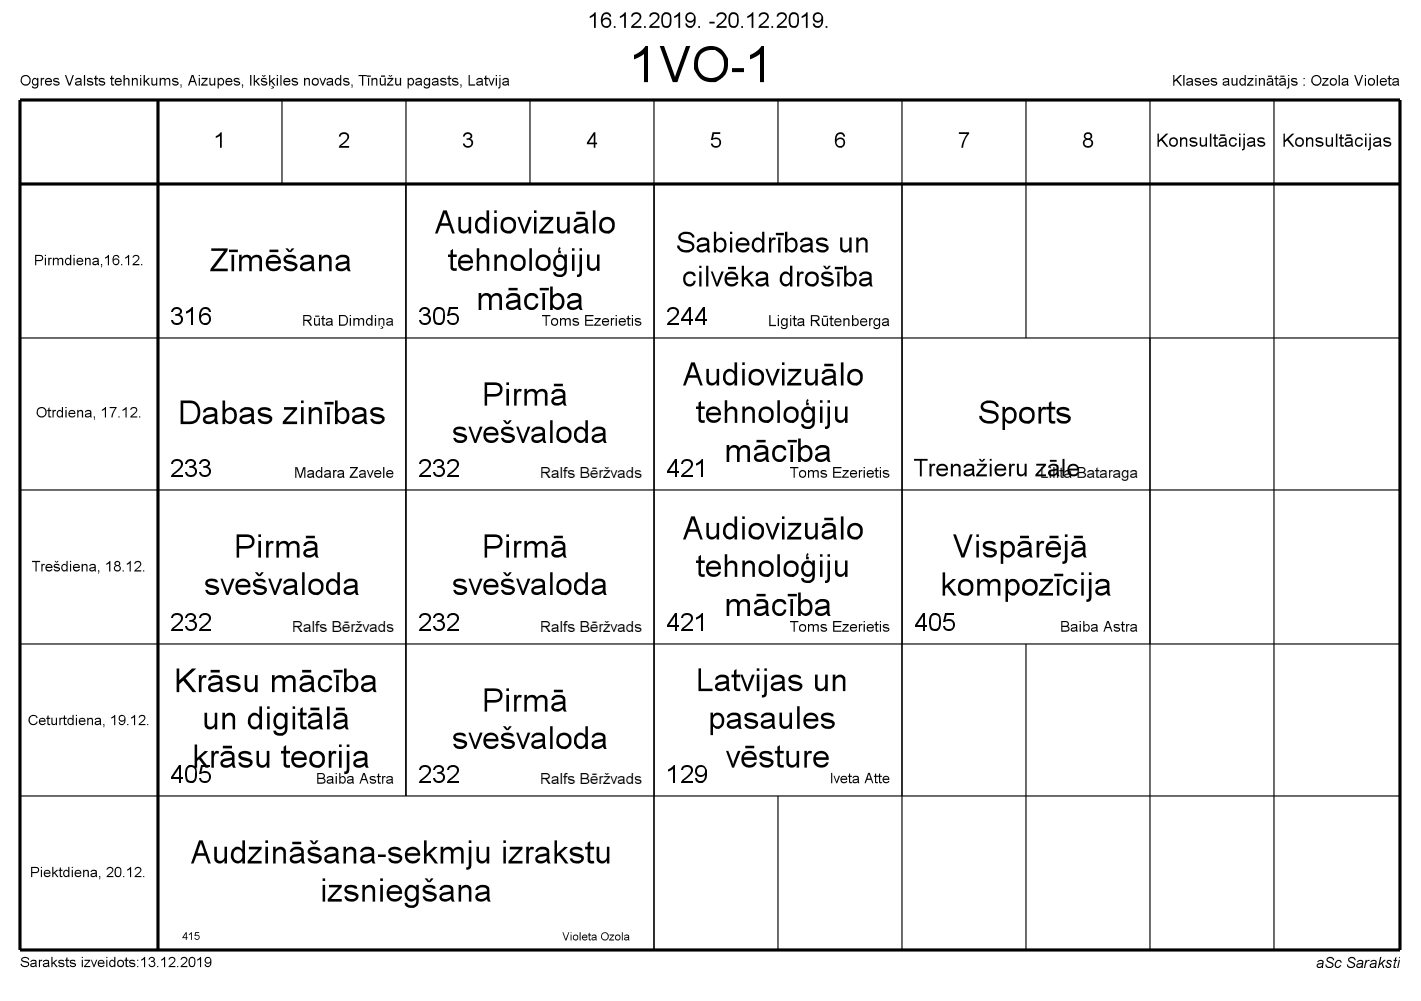 16.12.2019. -20.12.2019.
1VO-1
Ogres Valsts tehnikums, Aizupes, Ikšķiles novads, Tīnūžu pagasts, Latvija
Klases audzinātājs : Ozola Violeta
1 2 3 4 5 6 7 8 Konsultācijas Konsultācijas
Pirmdiena,16.12.
Zīmēšana
316 Rūta Dimdiņa
Audiovizuālo
tehnoloģiju
mācība
305 Toms Ezerietis
Sabiedrības un
cilvēka drošība
244 Ligita Rūtenberga
Otrdiena, 17.12.
Dabas zinības
233 Madara Zavele
Pirmā
svešvaloda
232 Ralfs Bēržvads
Audiovizuālo
tehnoloģiju
mācība
421 Toms Ezerietis
Sports
Trenažieru zāle Lilita Bataraga
Trešdiena, 18.12.
Pirmā
svešvaloda
232 Ralfs Bēržvads
Pirmā
svešvaloda
232 Ralfs Bēržvads
Audiovizuālo
tehnoloģiju
mācība
421 Toms Ezerietis
Vispārējā
kompozīcija
405 Baiba Astra
Ceturtdiena, 19.12.
Krāsu mācība
un digitālā
krāsu teorija
405 Baiba Astra
Pirmā
svešvaloda
232 Ralfs Bēržvads
Latvijas un
pasaules
vēsture
129 Iveta Atte
Piektdiena, 20.12.
Audzināšana-sekmju izrakstu
izsniegšana
415 Violeta Ozola
Saraksts izveidots:13.12.2019
aSc Saraksti